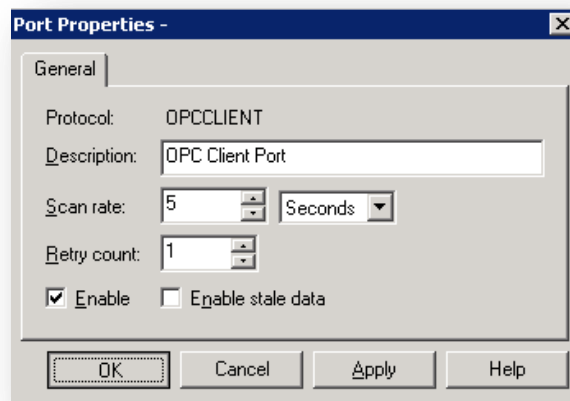 Port Properties -
General
Protocol: OPCCLIENT
Description: OPC Client Port
Scan rate: 5 Seconds
Retry count: 1
Enable Enable stale data
OK Cancel Apply Help